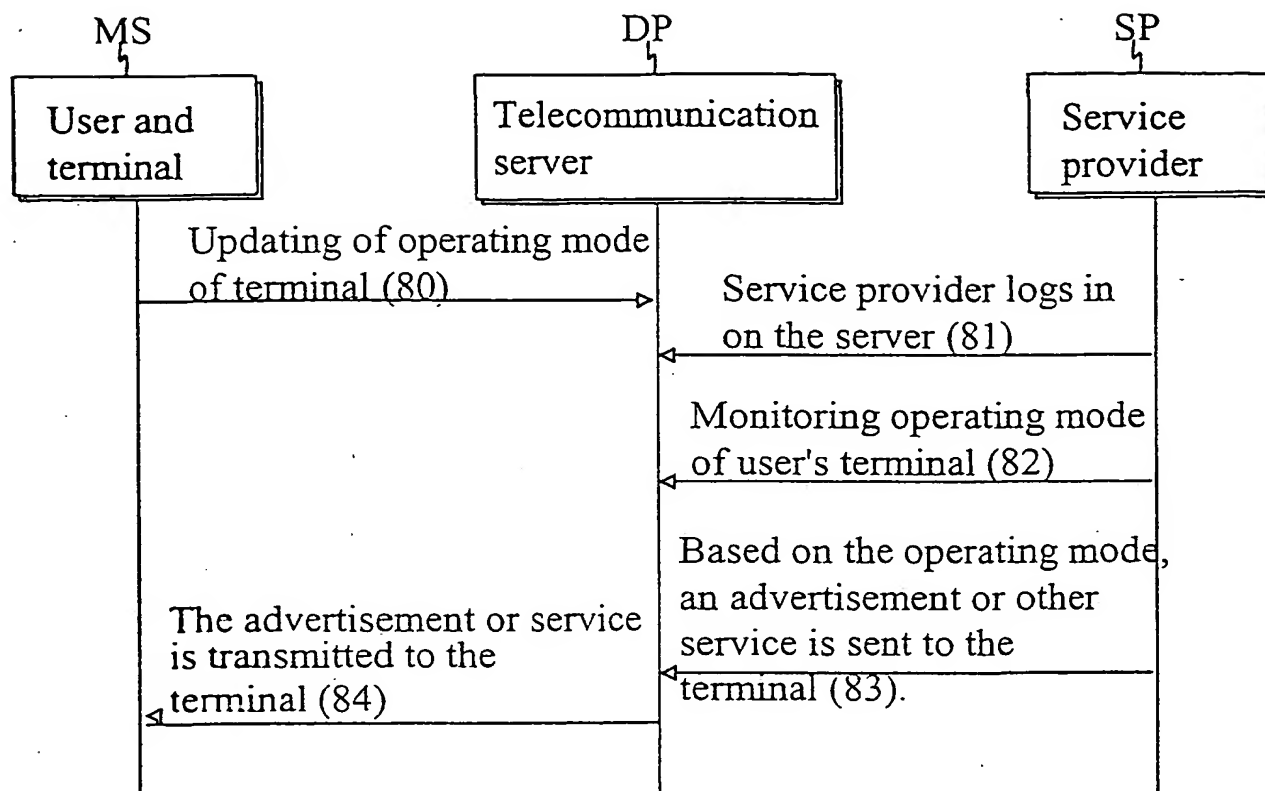 MS
DP
SP
User and
terminal
Telecommunication
server
Service
provider
Updating of operating mode
of terminal (80)
Service provider logs in
on the server (81)
Monitoring operating mode
of user's terminal (82)
Based on the operating mode,
an advertisement or other
service is sent to the
terminal (83).
The advertisement or service
is transmitted to the
terminal (84)